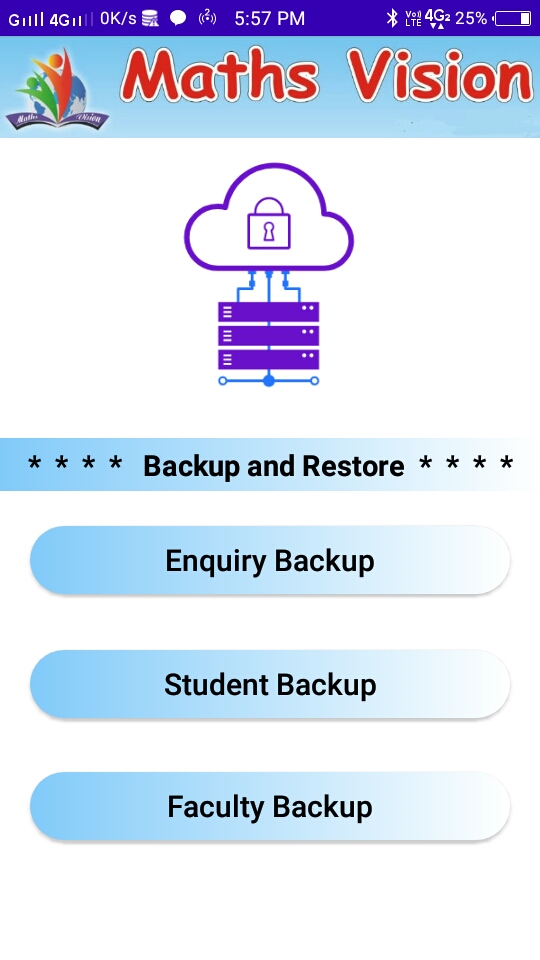 G 4G 0K/s 2 5:57 PM Vo)) LTE 4G2 25%
Maths Vision
Maths Vision
* * * * Backup and Restore * * * *
Enquiry Backup
Student Backup
Faculty Backup